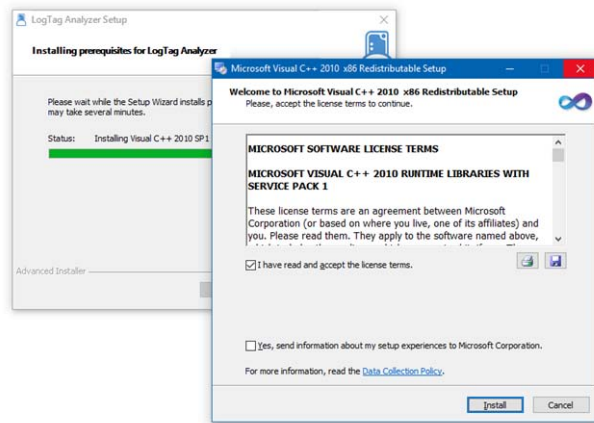 LogTag Analyzer Setup
Installing prerequisites for LogTag Analyzer
Please wait while the Setup Wizard installs p
may take several minutes.
Status: Installing Visual C++ 2010 SP1
Advanced Installer
Microsoft Visual C++ 2010 x86 Redistributable Setup
Welcome to Microsoft Visual C++ 2010 x86 Redistributable Setup
Please, accept the license terms to continue.
MICROSOFT SOFTWARE LICENSE TERMS
MICROSOFT VISUAL C++ 2010 RUNTIME LIBRARIES WITH
SERVICE PACK 1
These license terms are an agreement between Microsoft
Corporation (or based on where you live, one of its affiliates) and
you. Please read them. They apply to the software named above,
I have read and accept the license terms.
Yes, send information about my setup experiences to Microsoft Corporation.
For more information, read the Data Collection Policy.
Install Cancel